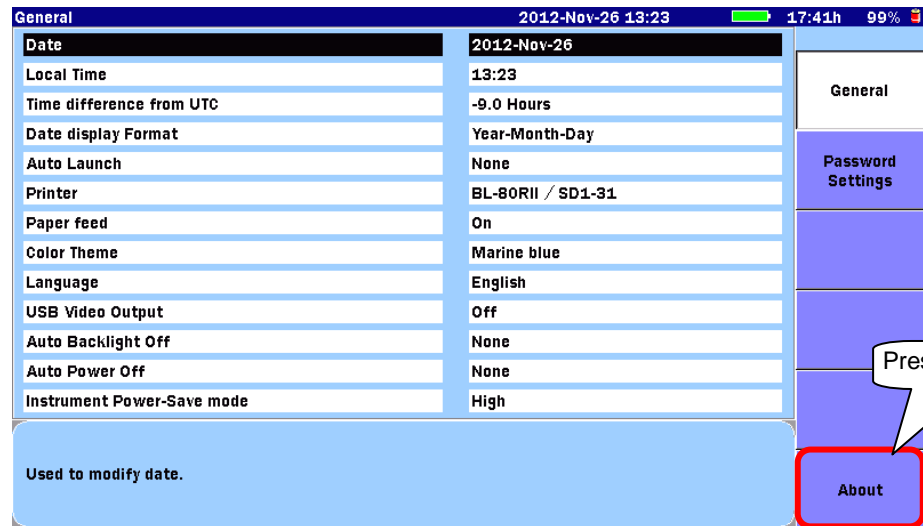 General 2012-Nov-26 13:23 17:41h 99%
Date 2012-Nov-26
Local Time 13:23
Time difference from UTC -9.0 Hours
Date display Format Year-Month-Day
Auto Launch None
Printer BL-80RII / SD1-31
Paper feed On
Color Theme Marine blue
Language English
USB Video Output Off
Auto Backlight Off None
Auto Power Off None
Instrument Power-Save mode High
Used to modify date.
General
Password
Settings
About